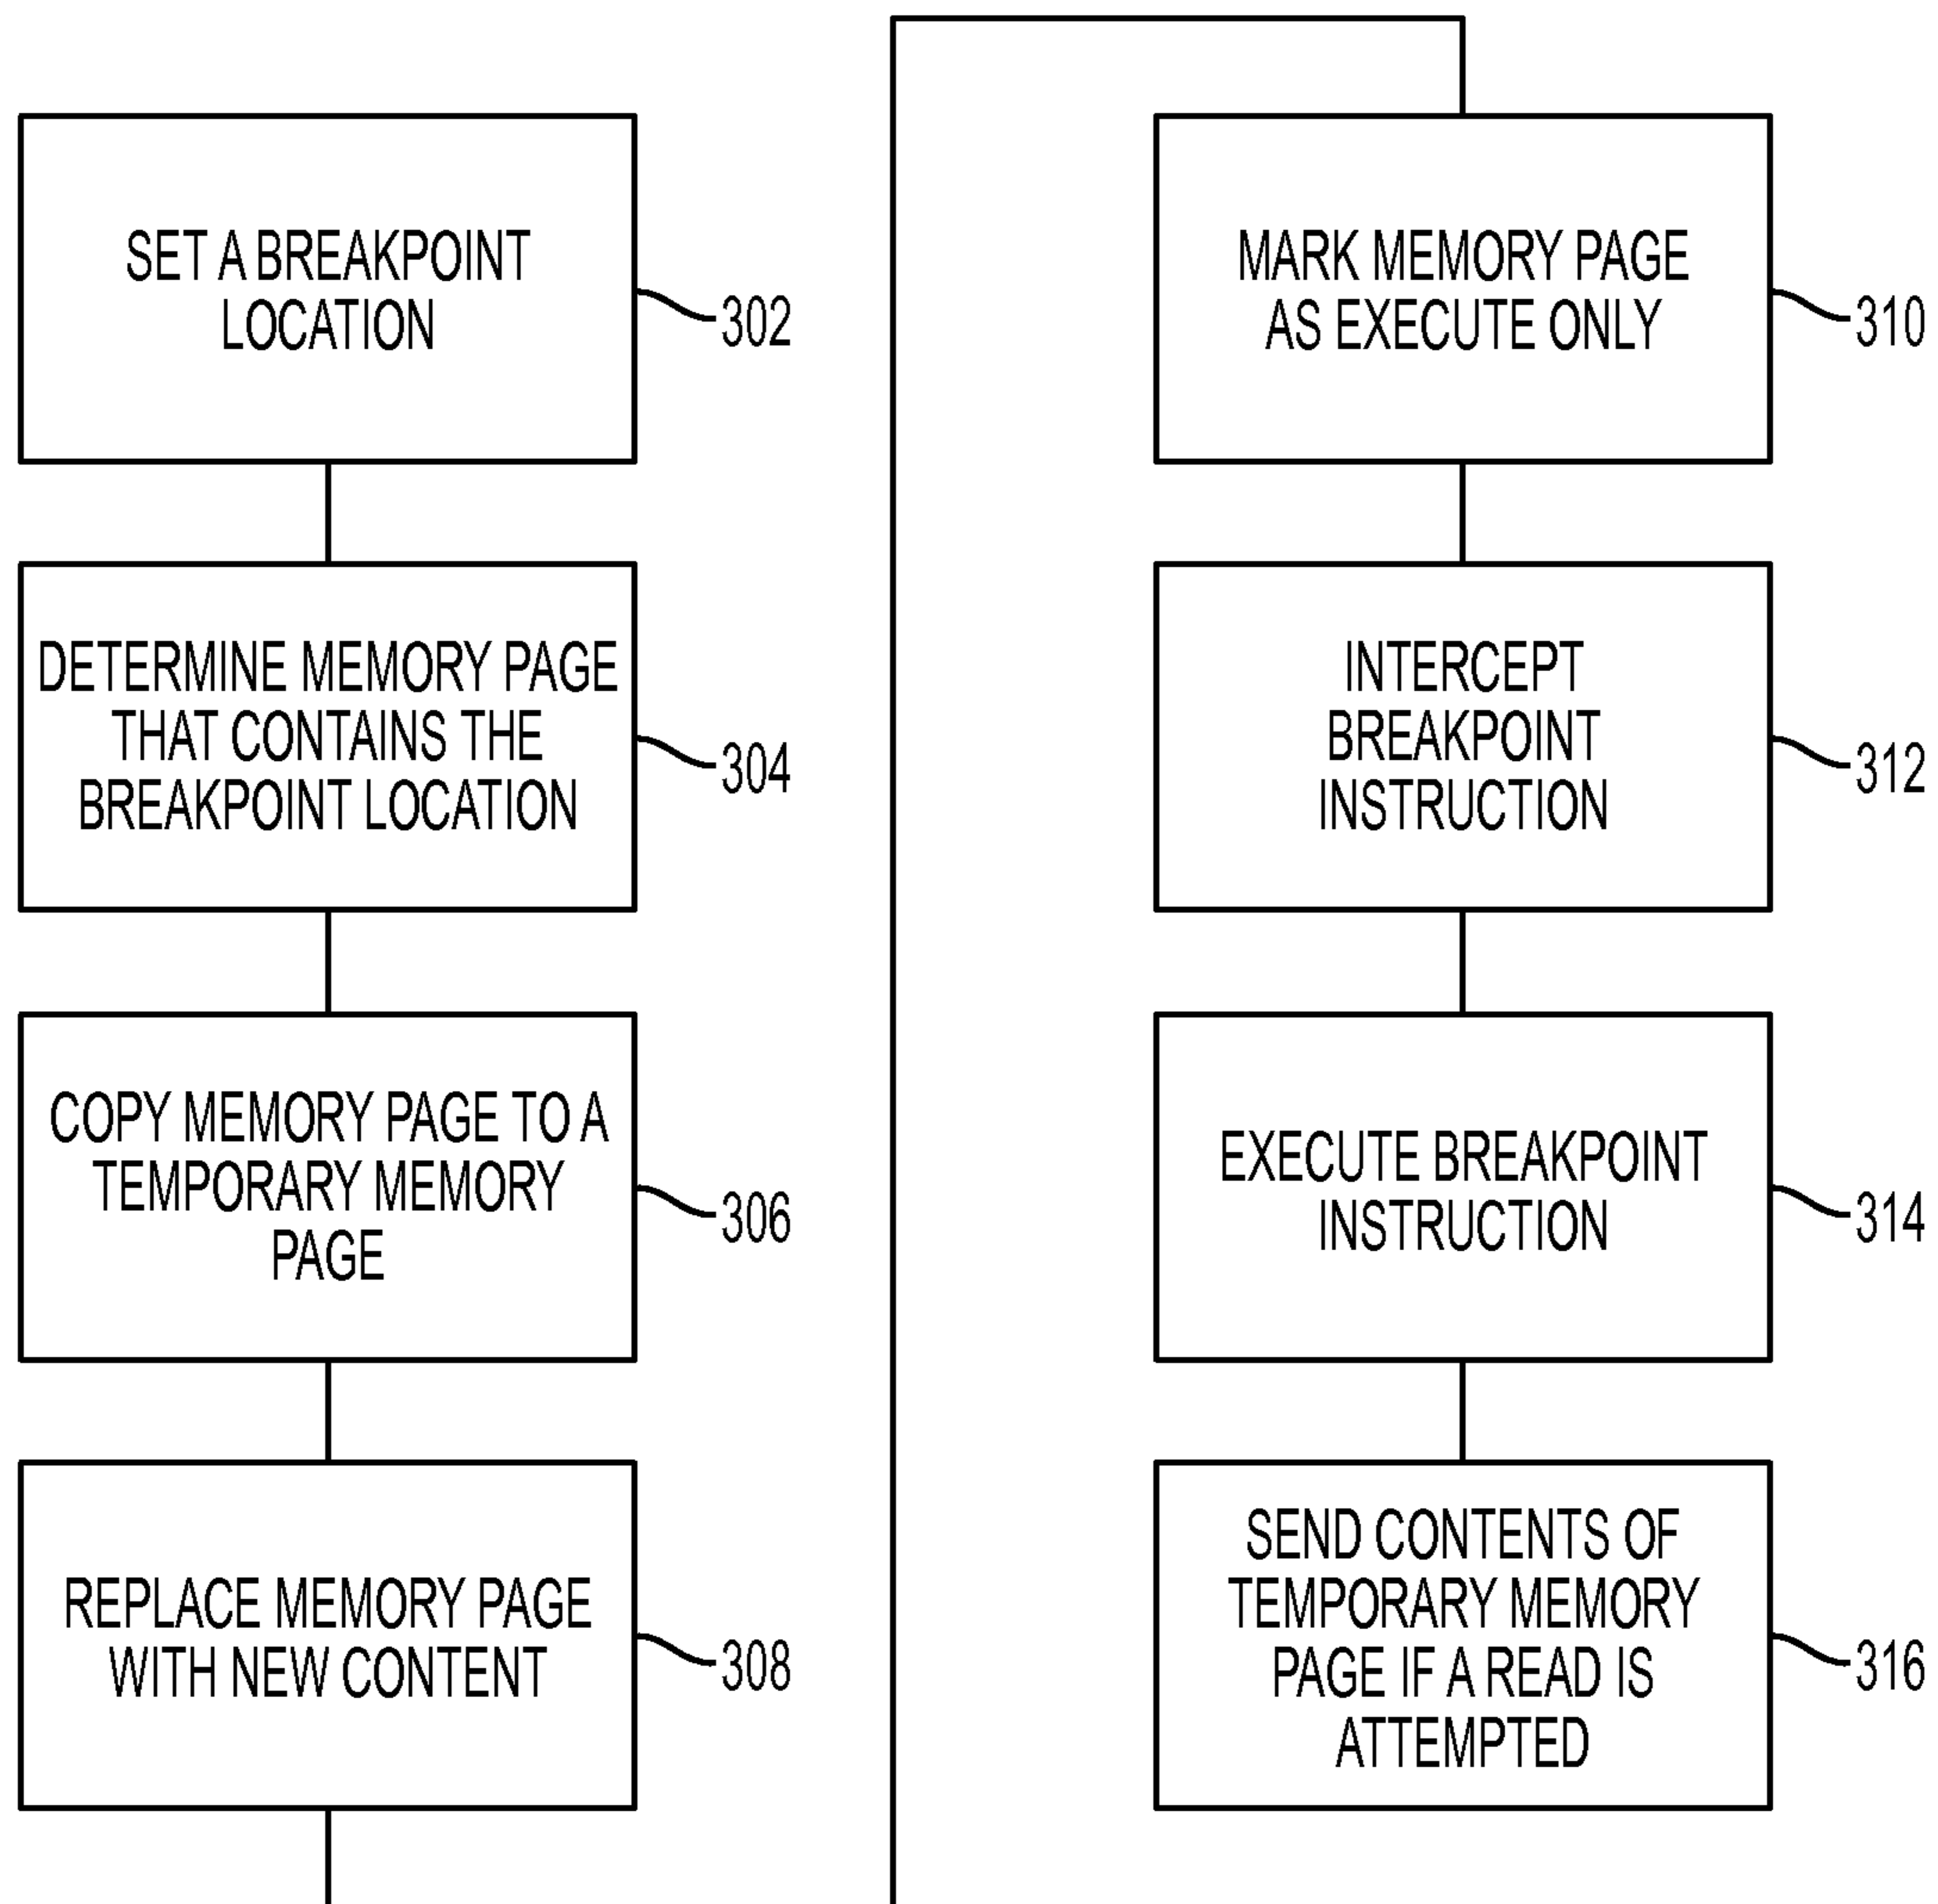 SET A BREAKPOINT
LOCATION
302
DETERMINE MEMORY PAGE
THAT CONTAINS THE
BREAKPOINT LOCATION
304
COPY MEMORY PAGE TO A
TEMPORARY MEMORY
PAGE
306
REPLACE MEMORY PAGE
WITH NEW CONTENT
308
MARK MEMORY PAGE
AS EXECUTE ONLY
310
INTERCEPT
BREAKPOINT
INSTRUCTION
312
EXECUTE BREAKPOINT
INSTRUCTION
314
SEND CONTENTS OF
TEMPORARY MEMORY
PAGE IF A READ IS
ATTEMPTED
316